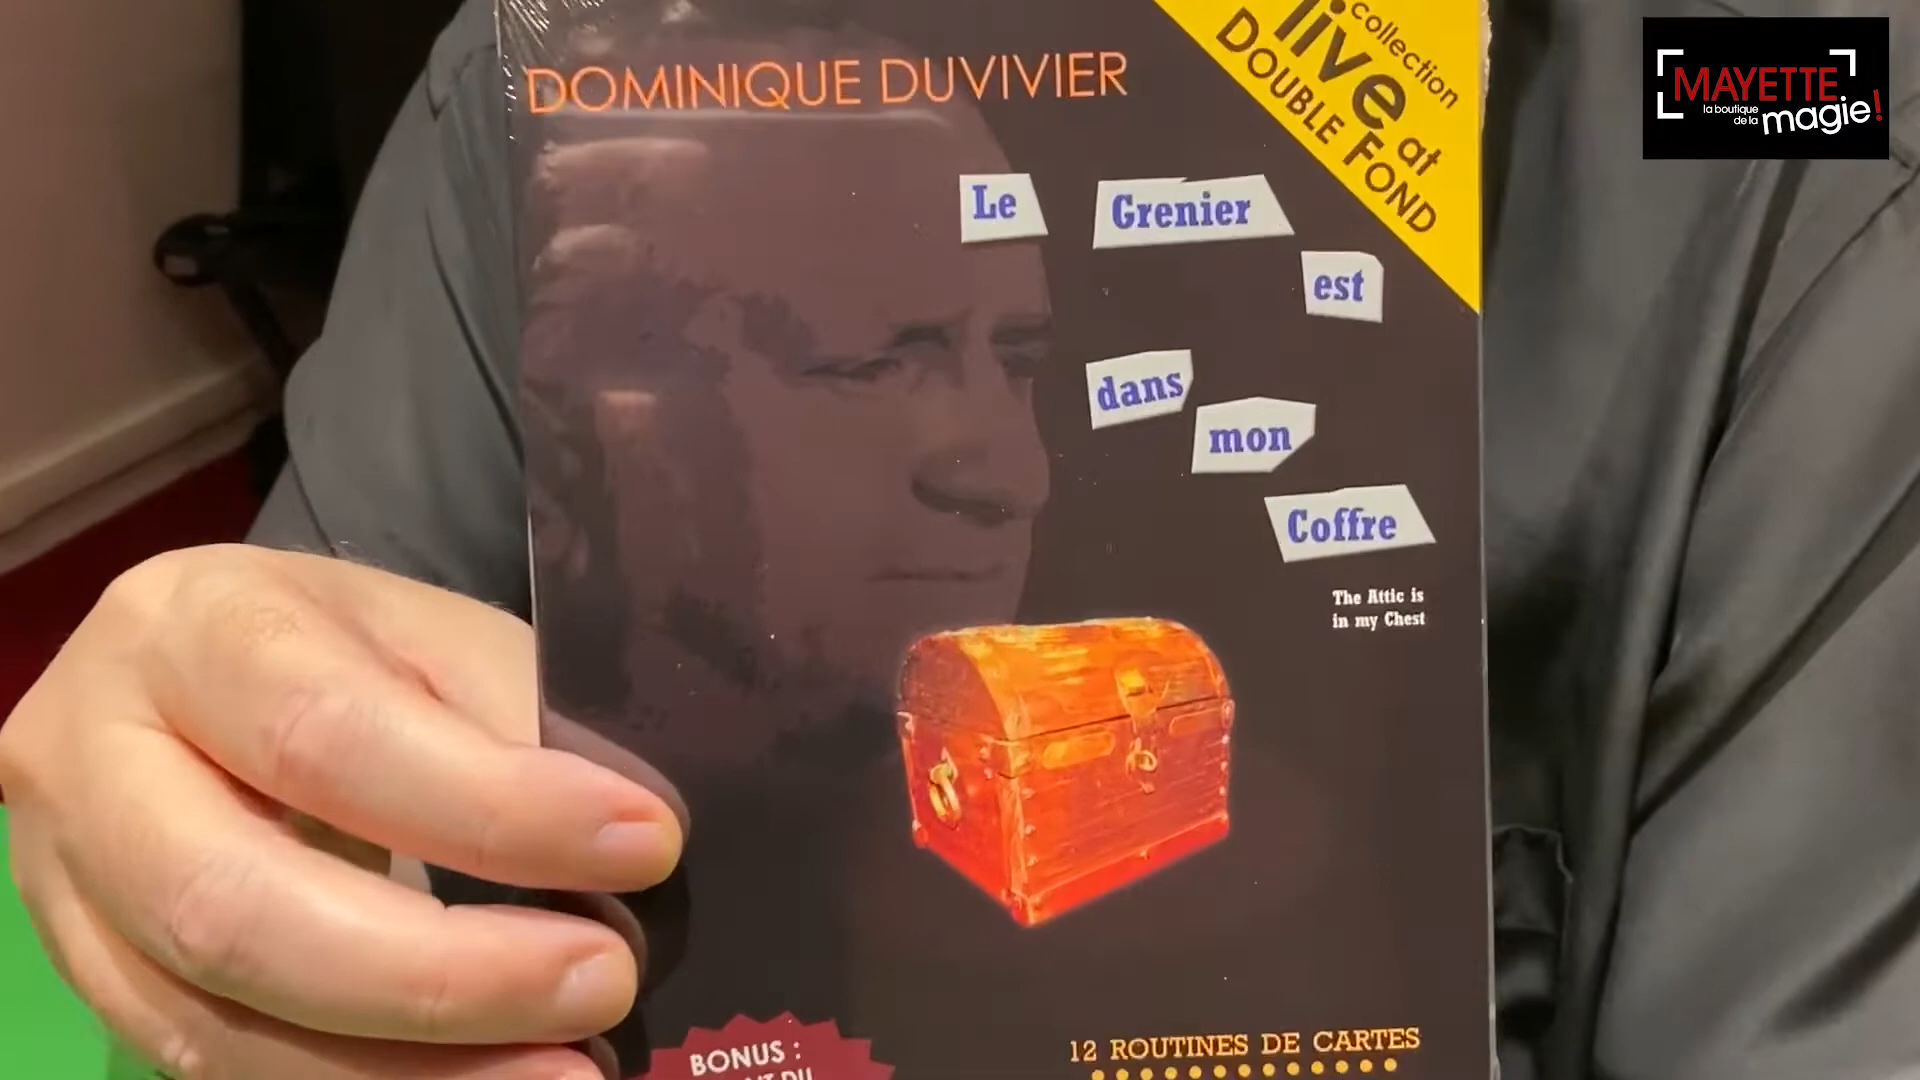 DOMINIQUE DUVIVIER
collection
live at
DOUBLE FOND
MAYETTE
la boutique
de la magie!
Le Grenier
est
dans
mon
Coffre
The Attic is
in my Chest
BONUS :
DU
12 ROUTINES DE CARTES